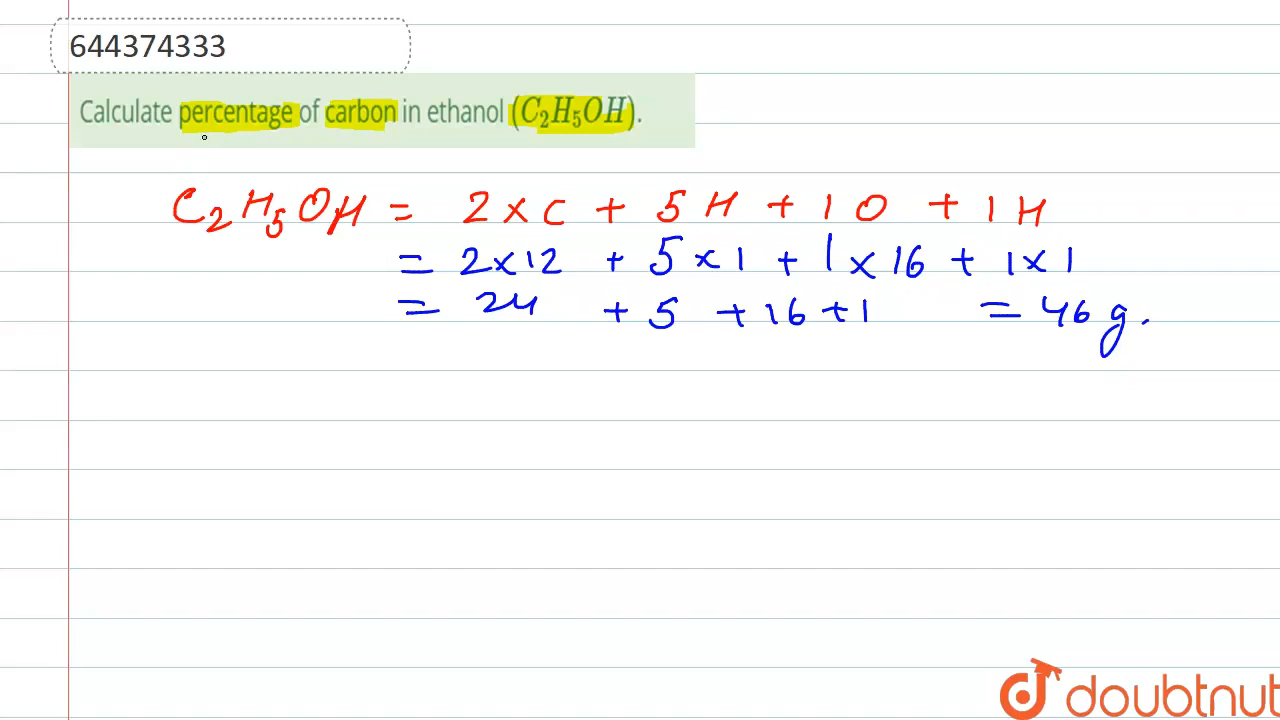 644374333
Calculate percentage of carbon in ethanol (C₂H₅OH).
C₂H₅OH = 2 × C + 5 H + 1 O + 1 H
= 2 × 12 + 5 × 1 + 1 × 16 + 1 × 1
= 24 + 5 + 16 + 1 = 46 g.
doubtnut